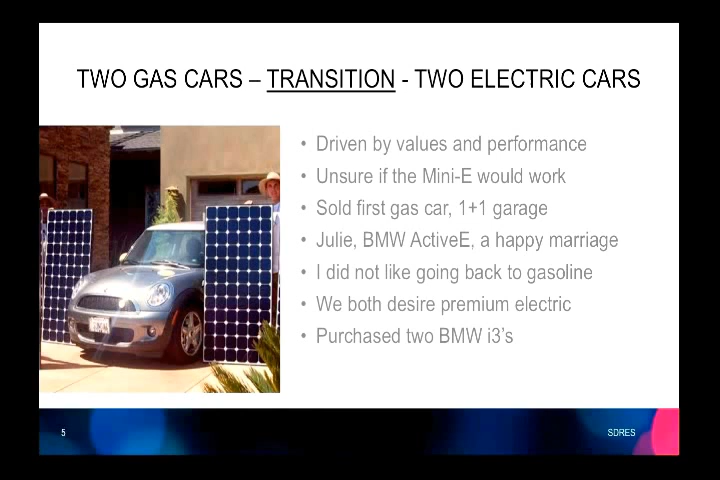 TWO GAS CARS – TRANSITION - TWO ELECTRIC CARS
• Driven by values and performance
• Unsure if the Mini-E would work
• Sold first gas car, 1+1 garage
• Julie, BMW ActiveE, a happy marriage
• I did not like going back to gasoline
• We both desire premium electric
• Purchased two BMW i3's
5
SDRES